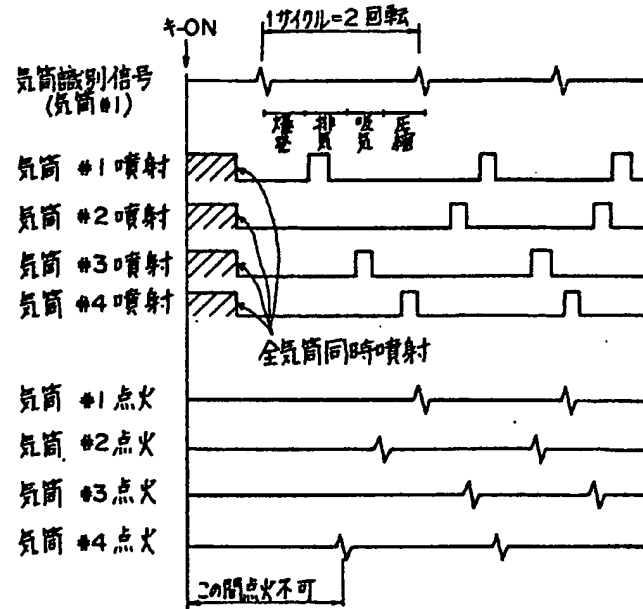 1サイクル=2回転
キ-ON
気筒識別信号
(気筒#1)
爆発 排気 吸気 圧縮
気筒 #1 噴射
気筒 #2 噴射
気筒 #3 噴射
気筒 #4 噴射
全気筒同時噴射
気筒 #1 点火
気筒 #2 点火
気筒 #3 点火
気筒 #4 点火
この間点火不可